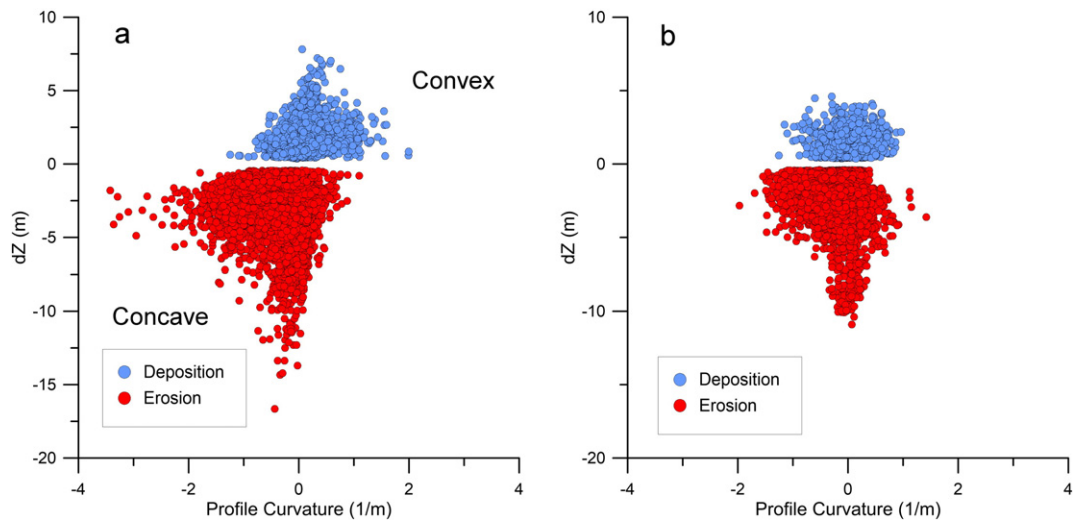 a
Convex
Concave
Deposition
Erosion
10
5
0
-5
-10
-15
-20
dZ (m)
-4
-2
0
2
4
Profile Curvature (1/m)
b
Deposition
Erosion
10
0
-10
-20
dZ (m)
-4
-2
0
2
4
Profile Curvature (1/m)